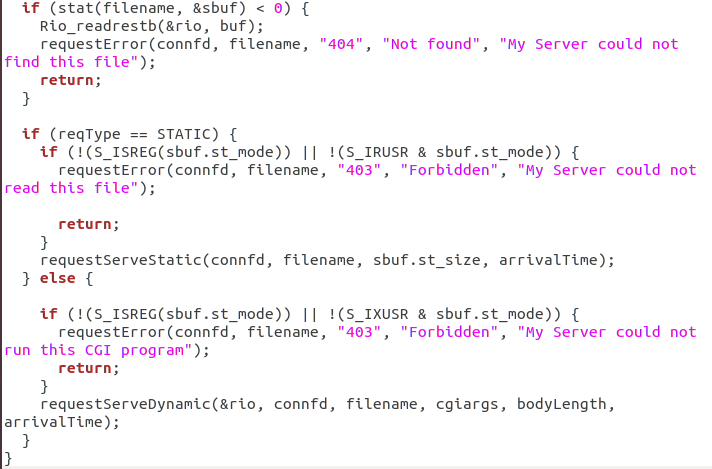 if (stat(filename, &sbuf) < 0) {
Rio_readrestb(&rio, buf);
requestError(connfd, filename, "404", "Not found", "My Server could not
find this file");
return;
}
if (reqType == STATIC) {
if (!(S_ISREG(sbuf.st_mode)) || !(S_IRUSR & sbuf.st_mode)) {
requestError(connfd, filename, "403", "Forbidden", "My Server could not
read this file");
return;
}
requestServeStatic(connfd, filename, sbuf.st_size, arrivalTime);
} else {
if (!(S_ISREG(sbuf.st_mode)) || !(S_IXUSR & sbuf.st_mode)) {
requestError(connfd, filename, "403", "Forbidden", "My Server could not
run this CGI program");
return;
}
requestServeDynamic(&rio, connfd, filename, cgiargs, bodyLength,
arrivalTime);
}
}